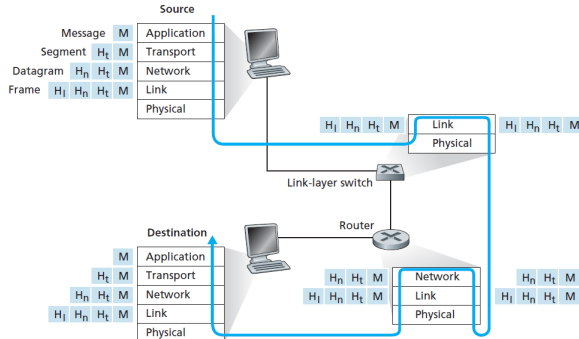 Source
Message M Application
Segment Ht M Transport
Datagram Hn Ht M Network
Frame Hl Hn Ht M Link
Physical
Hl Hn Ht M Link Hl Hn Ht M
Physical
Link-layer switch
Router
Destination
M Application
Ht M Transport
Hn Ht M Network
Hl Hn Ht M Link
Physical
Hn Ht M Network Hn Ht M
Hl Hn Ht M Link Hl Hn Ht M
Physical